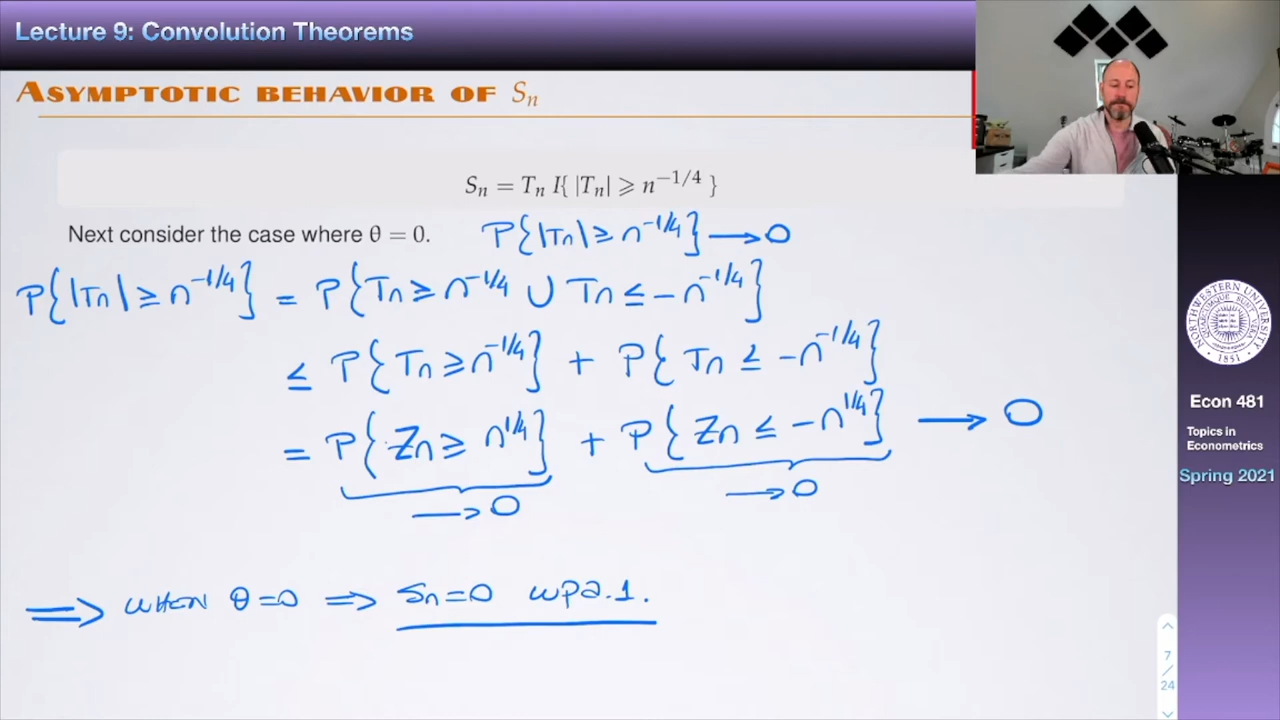 Lecture 9: Convolution Theorems
ASYMPTOTIC BEHAVIOR OF Sₙ
Sₙ = Tₙ I{ |Tₙ| ⩾ n^{-1/4} }
Next consider the case where θ = 0. P{|Tn| ≥ n^{-1/4}} → 0
P{|Tn| ≥ n^{-1/4}} = P{Tn ≥ n^{-1/4} ∪ Tn ≤ -n^{-1/4}}
≤ P{Tn ≥ n^{-1/4}} + P{Tn ≤ -n^{-1/4}}
= P{Zn ≥ n^{1/4}} + P{Zn ≤ -n^{1/4}} → 0
→ 0 → 0
⟹ WHEN θ=0 ⟹ Sn=0 wpa.1.
NORTHWESTERN UNIVERSITY
1851
Econ 481
Topics in
Econometrics
Spring 2021
7
/
24